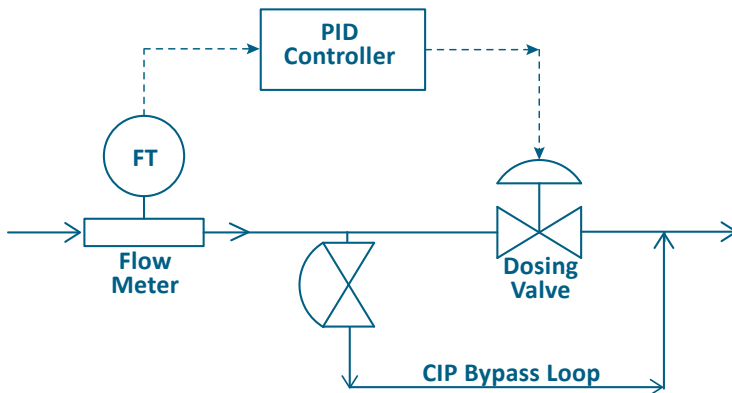 PID
Controller
FT
Flow
Meter
Dosing
Valve
CIP Bypass Loop